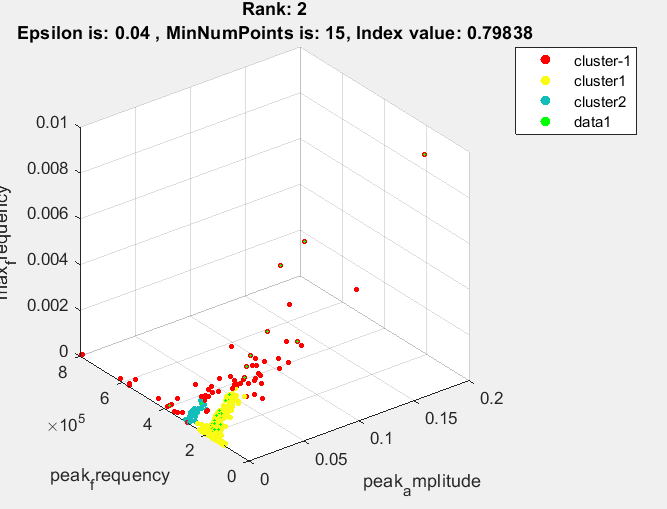 Rank: 2
Epsilon is: 0.04 , MinNumPoints is: 15, Index value: 0.79838
cluster-1
cluster1
cluster2
data1
0.01
0.008
0.006
0.004
0.002
0
max_frequency
8
6
4
2
0
×10^5
peak_frequency
0
0.05
0.1
0.15
0.2
peak_amplitude